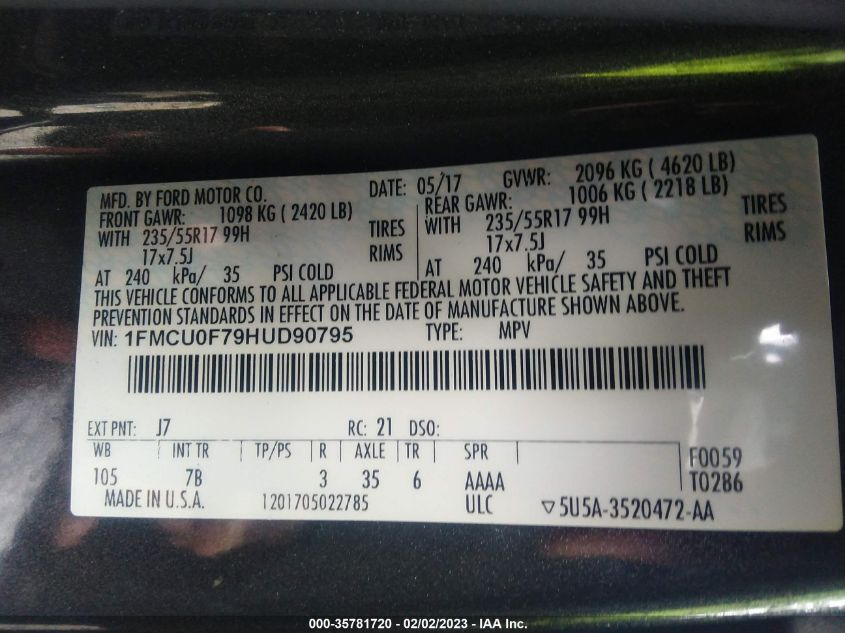 MFD. BY FORD MOTOR CO. DATE: 05/17 GVWR: 2096 KG ( 4620 LB)
FRONT GAWR: 1098 KG ( 2420 LB) REAR GAWR: 1006 KG ( 2218 LB)
WITH 235/55R17 99H TIRES WITH 235/55R17 99H TIRES
17x7.5J RIMS 17x7.5J RIMS
AT 240 kPa/ 35 PSI COLD AT 240 kPa/ 35 PSI COLD
THIS VEHICLE CONFORMS TO ALL APPLICABLE FEDERAL MOTOR VEHICLE SAFETY AND THEFT
PREVENTION STANDARDS IN EFFECT ON THE DATE OF MANUFACTURE SHOWN ABOVE.
VIN: 1FMCU0F79HUD90795 TYPE: MPV
EXT PNT: J7 RC: 21 DSO:
WB INT TR TP/PS R AXLE TR SPR F0059
105 7B 3 35 6 AAAA T0286
MADE IN U.S.A. 1201705022785 ULC ▽5U5A-3520472-AA
000-35781720 - 02/02/2023 - IAA Inc.